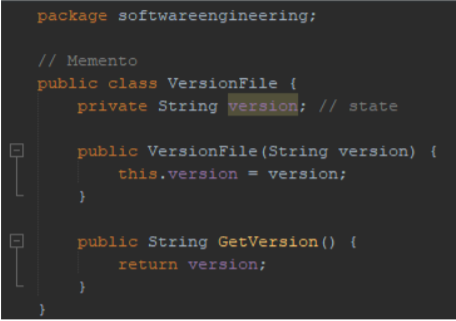 package softwareengineering;
// Memento
public class VersionFile {
private String version; // state
public VersionFile(String version) {
this.version = version;
}
public String GetVersion() {
return version;
}
}